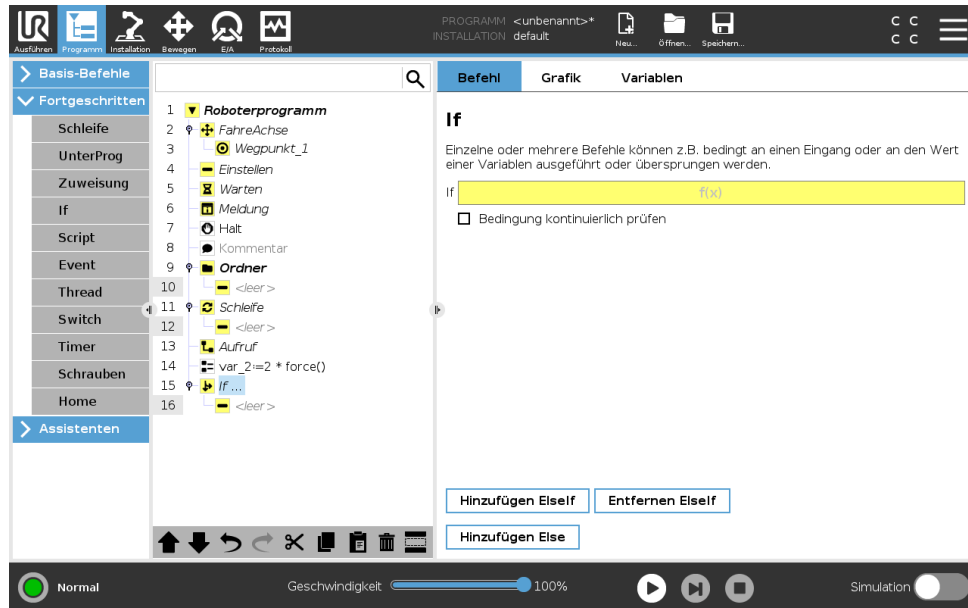 UR
PROGRAMM <unbenannt>*
INSTALLATION default
C C
C C
Ausführen Programm Installation Bewegen E/A Protokoll Neu... Öffnen... Speichern...
Basis-Befehle
Fortgeschritten
Schleife
UnterProg
Zuweisung
If
Script
Event
Thread
Switch
Timer
Schrauben
Home
Assistenten
1 Roboterprogramm
2 FahreAchse
3 Wegpunkt_1
4 Einstellen
5 Warten
6 Meldung
7 Halt
8 Kommentar
9 Ordner
10 <leer>
11 Schleife
12 <leer>
13 Aufruf
14 var_2:=2 * force()
15 If ...
16 <leer>
Befehl Grafik Variablen
If
Einzelne oder mehrere Befehle können z.B. bedingt an einen Eingang oder an den Wert
einer Variablen ausgeführt oder übersprungen werden.
If f(x)
Bedingung kontinuierlich prüfen
Hinzufügen ElseIf Entfernen ElseIf
Hinzufügen Else
Normal Geschwindigkeit 100% Simulation